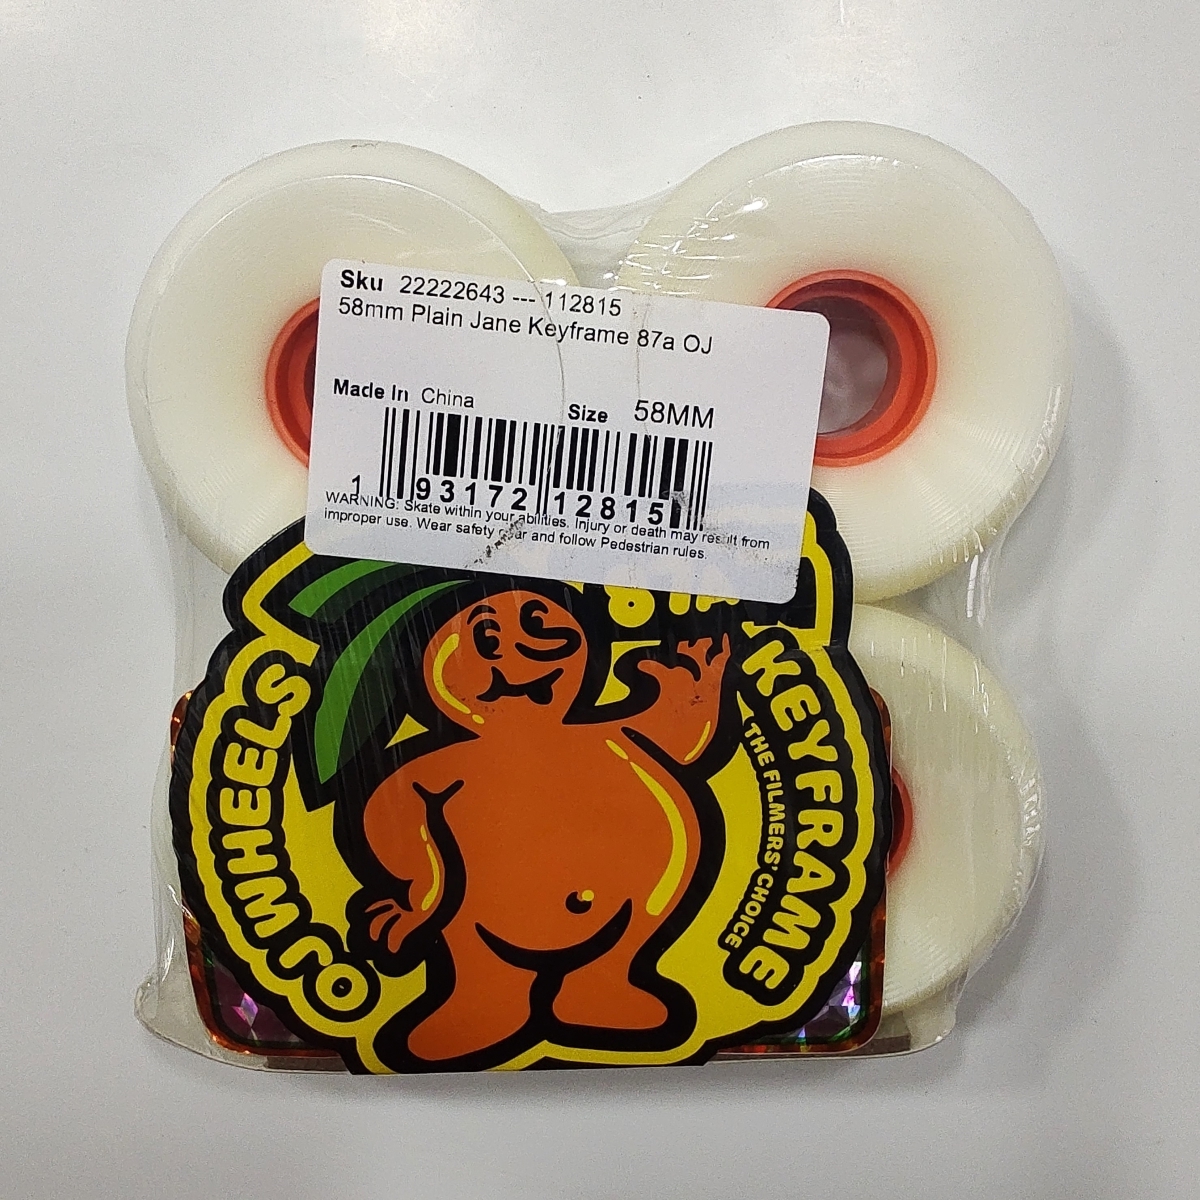 Sku 22222643 --- 112815
58mm Plain Jane Keyframe 87a OJ
Made In China
Size 58MM
1 93172 12815
WARNING: Skate within your abilities. Injury or death may result from
improper use. Wear safety gear and follow Pedestrian rules.
OJ WHEELS
KEYFRAME
THE FILMERS' CHOICE